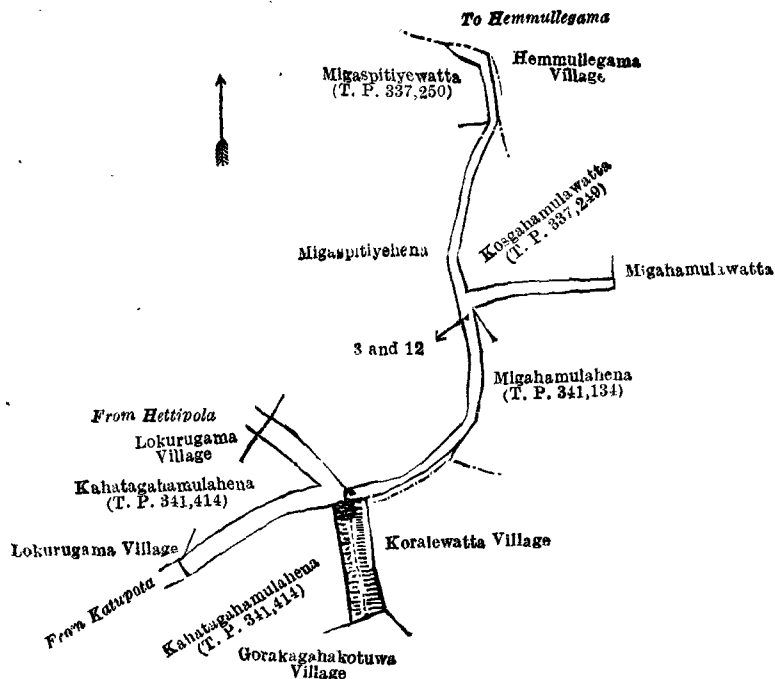 To Hemmullegama
Hemmullegama
Village
Migaspitiyewatta
(T. P. 337,250)
Kosgahamulawatta
(T. P. 337,249)
Migaspitiyehena
Migahamulawatta
3 and 12
Migahamulahena
(T. P. 341,134)
From Hettipola
Lokurugama
Village
Kahatagahamulahena
(T. P. 341,414)
Lokurugama Village
Koralewatta Village
From Katupota
Kahatagahamulahena
(T. P. 341,414)
Gorakagahakotuwa
Village